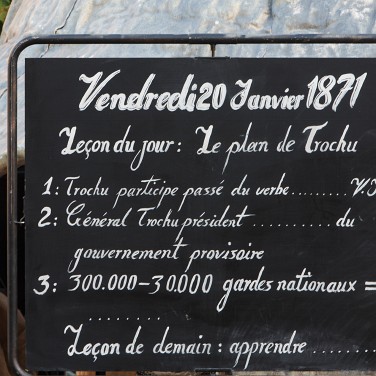 Vendredi 20 Janvier 1871
Leçon du jour : Le plan de Trochu
1 : Trochu participe passé du verbe.........
2 : Général Trochu président .......... du
gouvernement provisoire
3 : 300.000-30.000 gardes nationaux =
........
Leçon de demain : apprendre .......